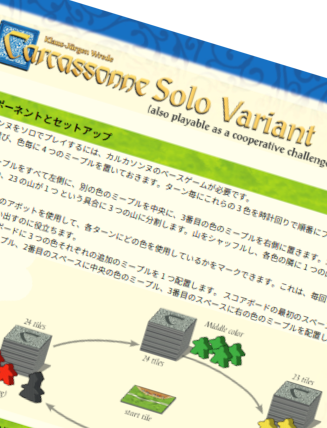 Klaus-Jürgen Wrede
Carcassonne Solo Variant
(also playable as a cooperative challenge
ポーネントとセットアップ
ンヌをソロでプレイするには、カルカソンヌのベースゲームが必要です。
び、色毎に4つのミープルを置いておきます。ターン毎にこれらの3色を時計回りで順番に
プルをすべて左側に、別の色のミープルを中央に、3番目の色のミープルを右側に置きます。
、23の山が1つという具合に3つの山に分割します。山をシャッフルし、各色の隣に1つの
のアボットを使用して、各ターンにどの色を使用しているかをマークできます。これは、毎回
い出すのに役立ちます。
ボードに3つの色それぞれの追加のミープルを1つ配置します。スコアボードの最初のスペー
プル、2番目のスペースに中央の色のミープル、3番目のスペースに右の色のミープルを配置し
24 tiles
Middle color
24 tiles
23 tiles
start tile